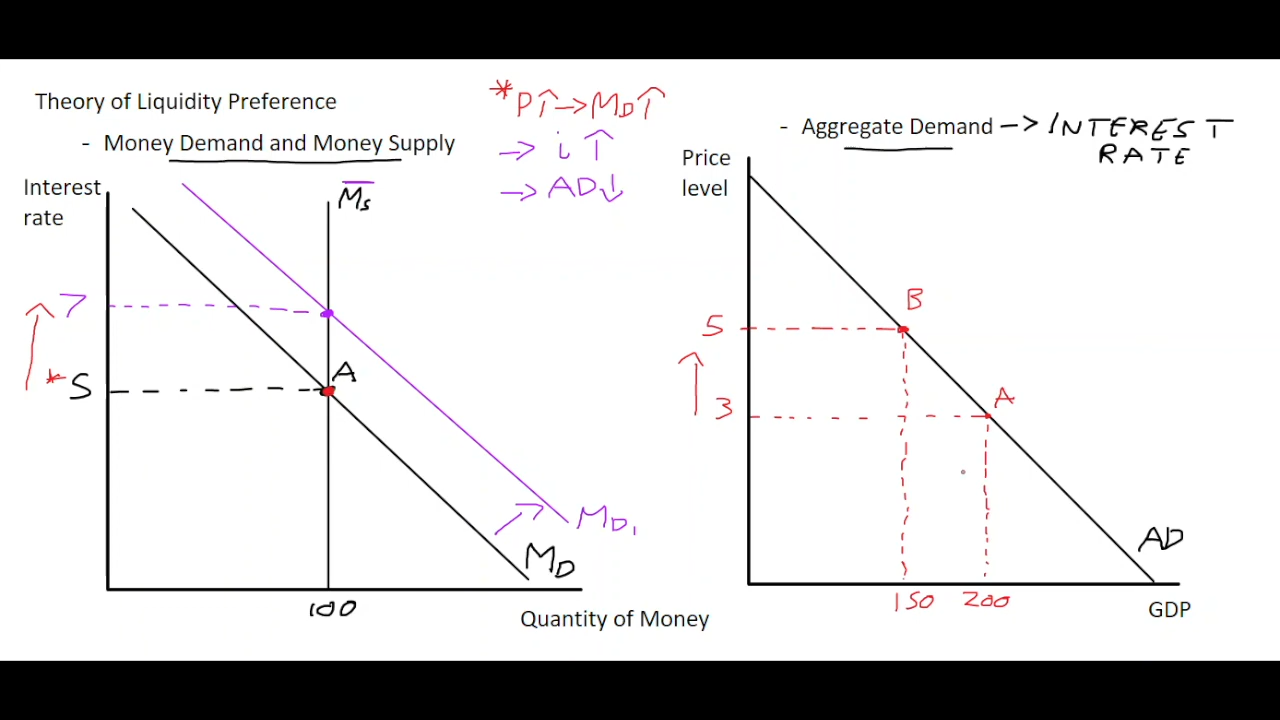 Theory of Liquidity Preference
- Money Demand and Money Supply
*P↑→MD↑
→ i ↑
→ AD↓
- Aggregate Demand → INTEREST RATE
Interest rate
M̅s
7
*5
A
MD1
MD
100
Quantity of Money
Price level
B
5
A
3
AD
150 200
GDP